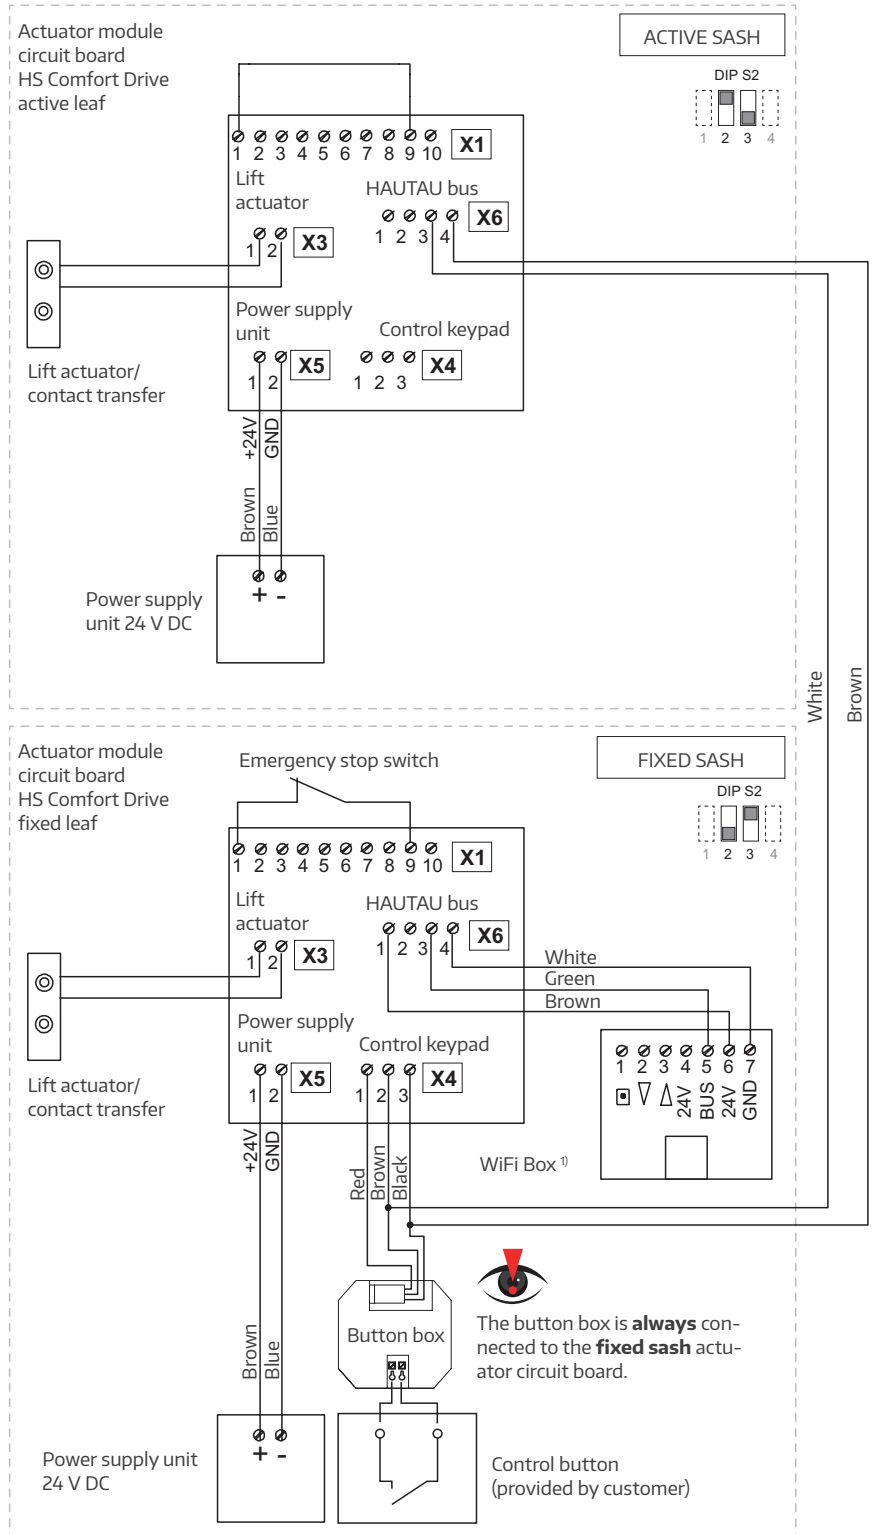 Actuator module
circuit board
HS Comfort Drive
active leaf
ACTIVE SASH
DIP S2
1 2 3 4
1 2 3 4 5 6 7 8 9 10 X1
Lift
actuator
HAUTAU bus
1 2 X3
1 2 3 4 X6
Power supply
unit
Control keypad
1 2 X5
1 2 3 X4
Lift actuator/
contact transfer
+24V
GND
Brown
Blue
+ -
Power supply
unit 24 V DC
White
Brown
Actuator module
circuit board
HS Comfort Drive
fixed leaf
Emergency stop switch
FIXED SASH
DIP S2
1 2 3 4
1 2 3 4 5 6 7 8 9 10 X1
Lift
actuator
HAUTAU bus
1 2 X3
1 2 3 4 X6
White
Green
Brown
Power supply
unit
Control keypad
1 2 X5
1 2 3 X4
1 2 3 4 5 6 7
24V
BUS
24V
GND
WiFi Box 1)
Lift actuator/
contact transfer
+24V
GND
Red
Brown
Black
Brown
Blue
Button box
The button box is always con-
nected to the fixed sash actu-
ator circuit board.
+ -
Power supply unit
24 V DC
Control button
(provided by customer)